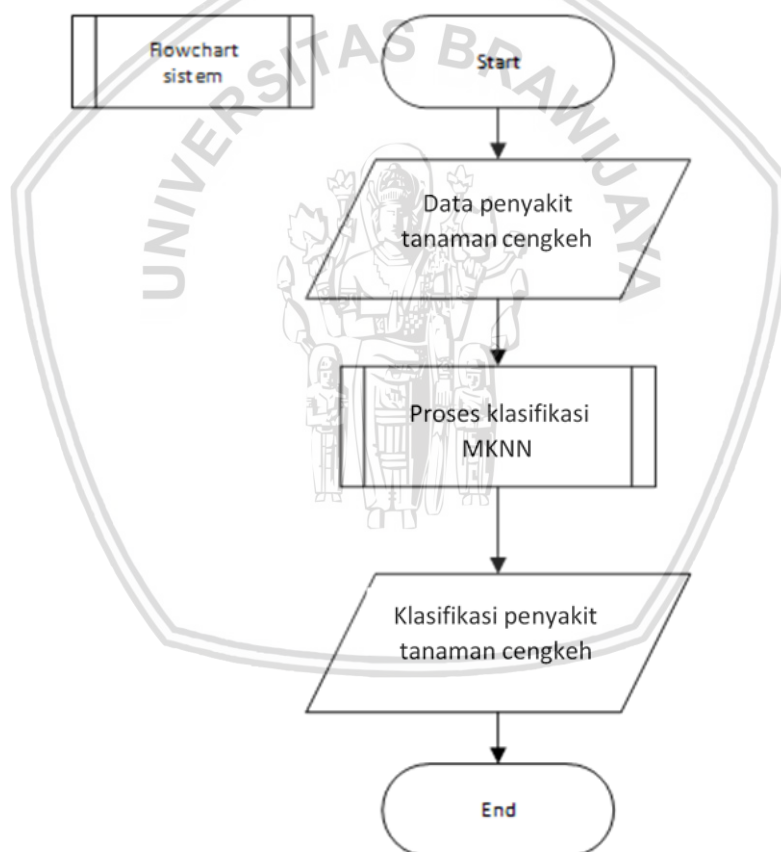 Flowchart
sistem
Start
UNIVERSITAS BRAWIJAYA
Data penyakit
tanaman cengkeh
Proses klasifikasi
MKNN
Klasifikasi penyakit
tanaman cengkeh
End